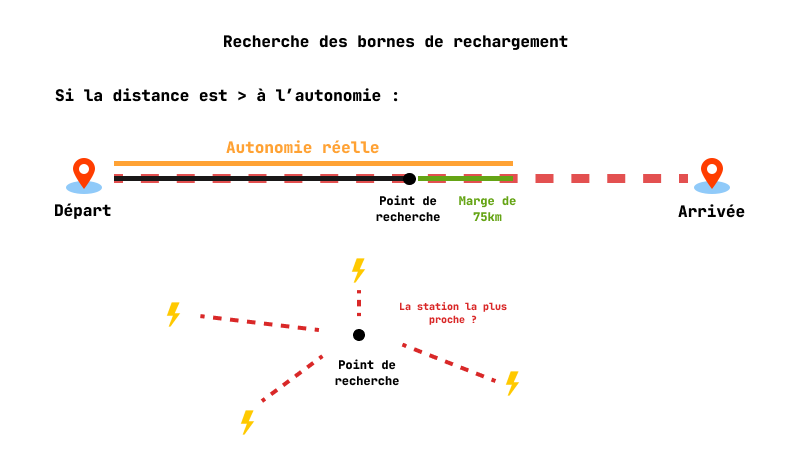 Recherche des bornes de rechargement
Si la distance est > à l’autonomie :
Autonomie réelle
Départ
Point de
recherche
Marge de
75km
Arrivée
La station la plus
proche ?
Point de
recherche